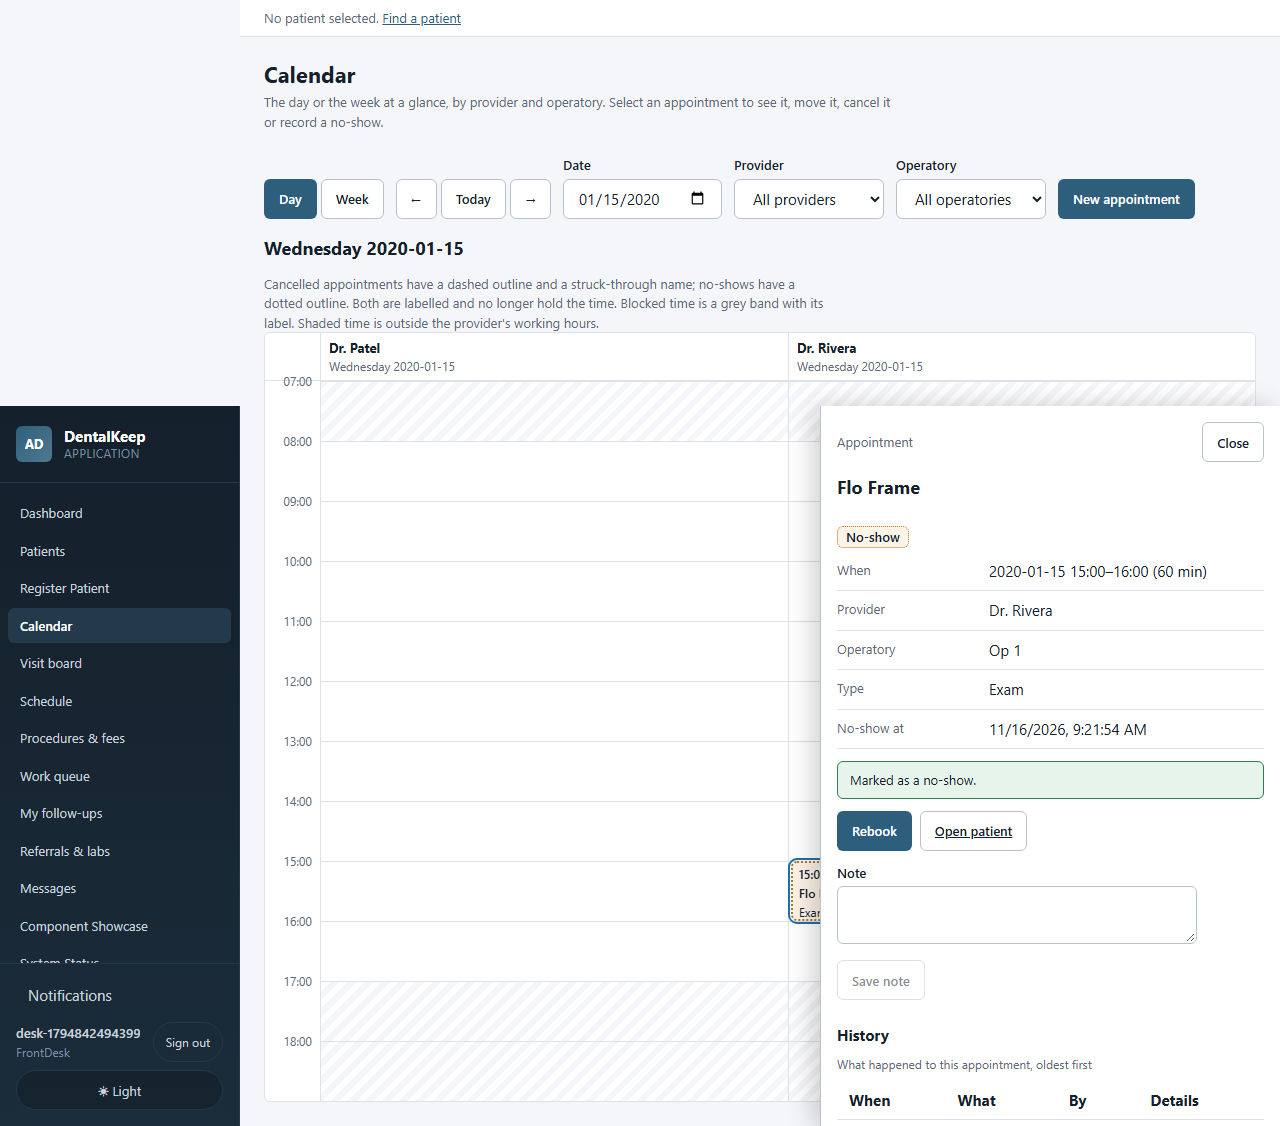 No patient selected. Find a patient
Calendar
The day or the week at a glance, by provider and operatory. Select an appointment to see it, move it, cancel it
or record a no-show.
Date
Provider
Operatory
Day
Week
←
Today
→
01/15/2020
All providers
All operatories
New appointment
Wednesday 2020-01-15
Cancelled appointments have a dashed outline and a struck-through name; no-shows have a
dotted outline. Both are labelled and no longer hold the time. Blocked time is a grey band with its
label. Shaded time is outside the provider's working hours.
Dr. Patel
Wednesday 2020-01-15
Dr. Rivera
Wednesday 2020-01-15
07:00
08:00
09:00
10:00
11:00
12:00
13:00
14:00
15:00
16:00
17:00
18:00
15:0
Flo
Exar
AD
DentalKeep
APPLICATION
Dashboard
Patients
Register Patient
Calendar
Visit board
Schedule
Procedures & fees
Work queue
My follow-ups
Referrals & labs
Messages
Component Showcase
System Status
Notifications
desk-1794842494399
FrontDesk
Sign out
☀ Light
Appointment
Close
Flo Frame
No-show
When
2020-01-15 15:00–16:00 (60 min)
Provider
Dr. Rivera
Operatory
Op 1
Type
Exam
No-show at
11/16/2026, 9:21:54 AM
Marked as a no-show.
Rebook
Open patient
Note
Save note
History
What happened to this appointment, oldest first
When
What
By
Details